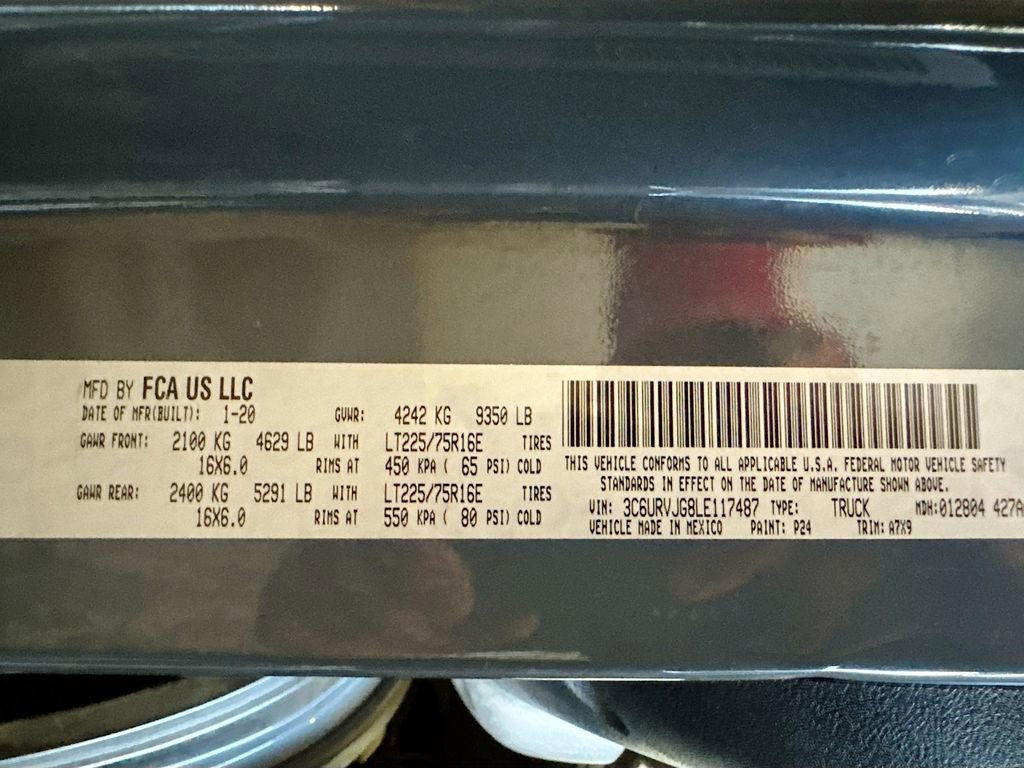 MFD BY FCA US LLC
DATE OF MFR(BUILT): 1-20 GVWR: 4242 KG 9350 LB
GAWR FRONT: 2100 KG 4629 LB WITH LT225/75R16E TIRES
16X6.0 RIMS AT 450 KPA ( 65 PSI) COLD
GAWR REAR: 2400 KG 5291 LB WITH LT225/75R16E TIRES
16X6.0 RIMS AT 550 KPA ( 80 PSI) COLD
THIS VEHICLE CONFORMS TO ALL APPLICABLE U.S.A. FEDERAL MOTOR VEHICLE SAFETY
STANDARDS IN EFFECT ON THE DATE OF MANUFACTURE SHOWN ABOVE.
VIN: 3C6URVJG8LE117487 TYPE: TRUCK MDH:012804 427A
VEHICLE MADE IN MEXICO PAINT: P24 TRIM: A7X9